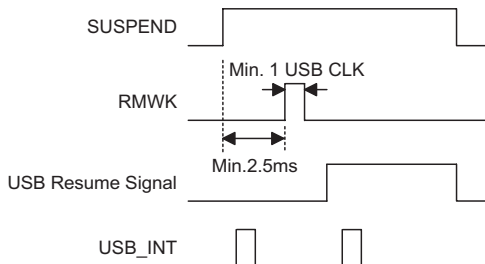 SUSPEND
Min. 1 USB CLK
RMWK
Min.2.5ms
USB Resume Signal
USB_INT